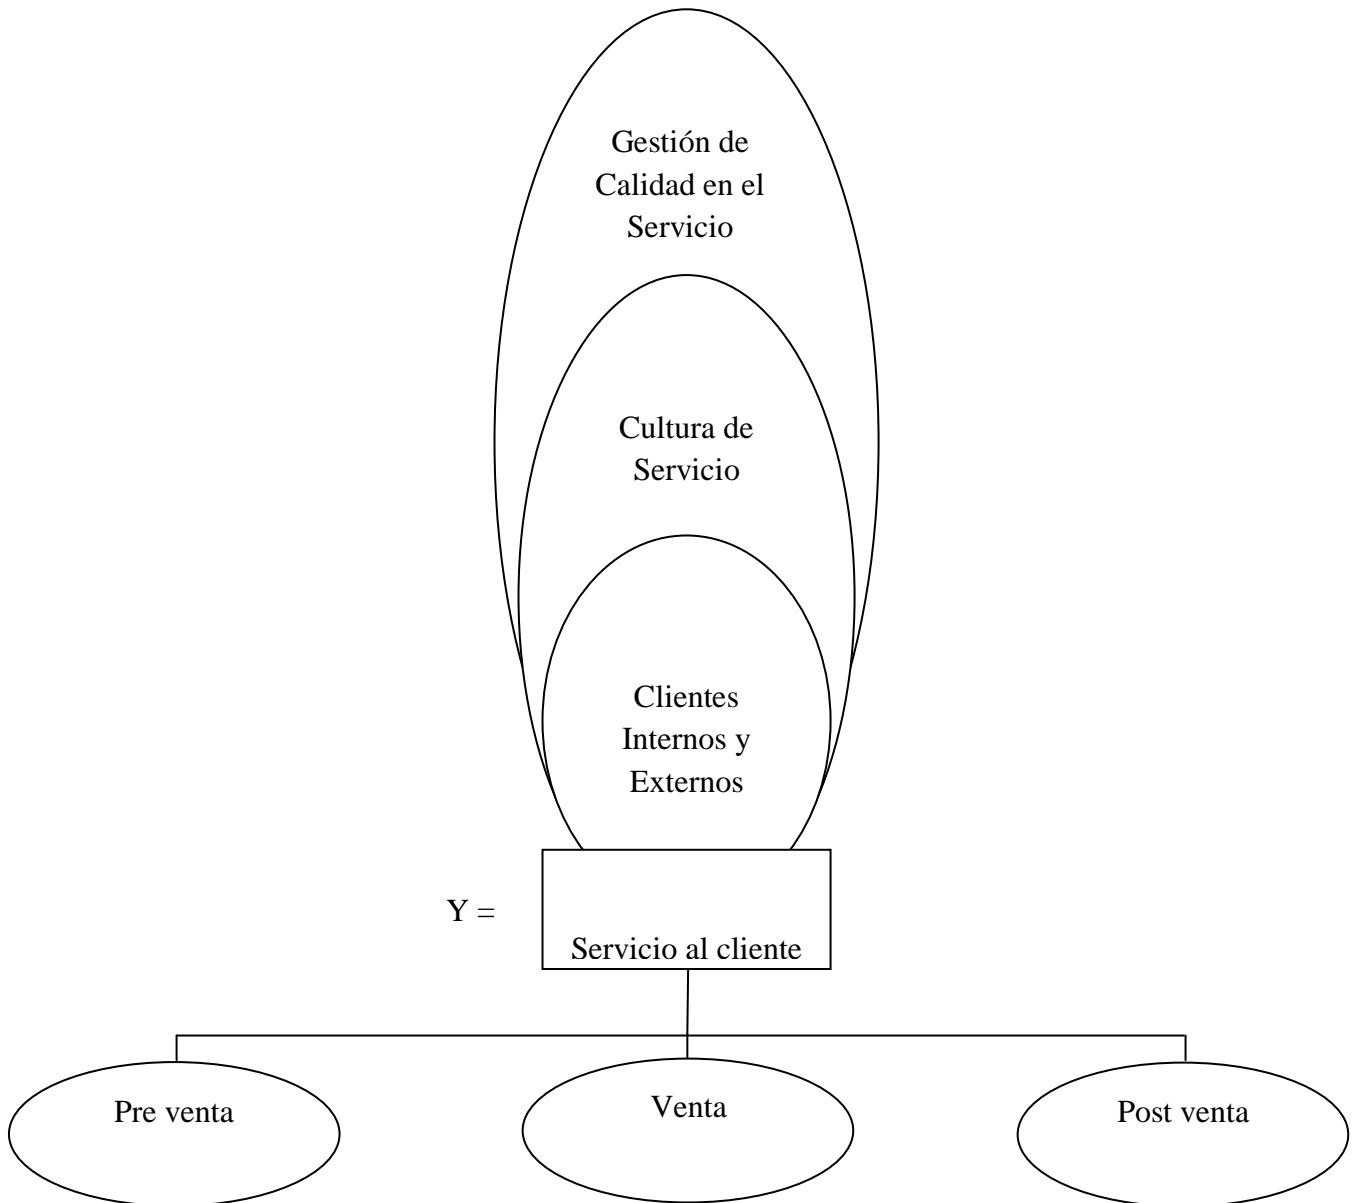 Gestión de
Calidad en el
Servicio
Cultura de
Servicio
Clientes
Internos y
Externos
Y =
Servicio al cliente
Pre venta
Venta
Post venta